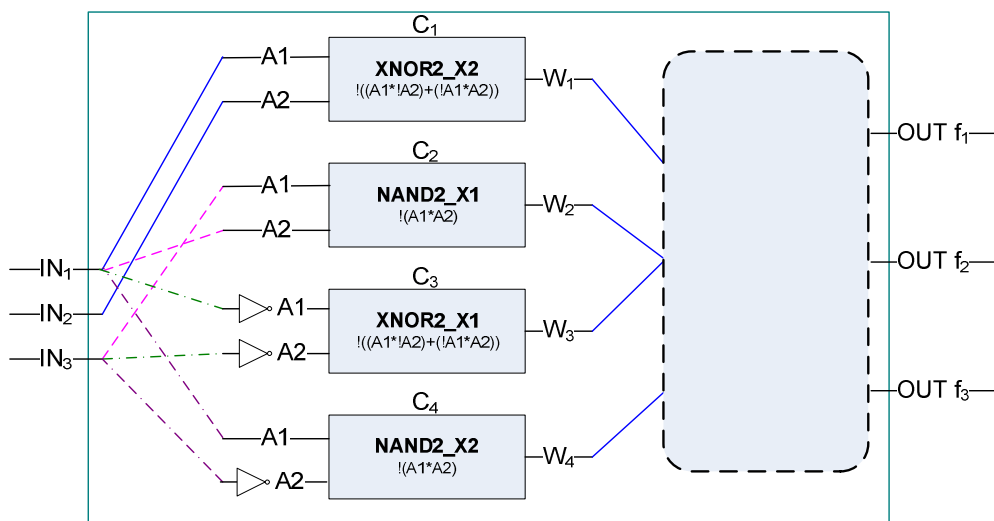 C₁
A1
XNOR2_X2
!((A1*!A2)+(!A1*A2))
A2
W₁
C₂
A1
NAND2_X1
!(A1*A2)
A2
W₂
C₃
A1
XNOR2_X1
!((A1*!A2)+(!A1*A2))
A2
W₃
C₄
A1
NAND2_X2
!(A1*A2)
A2
W₄
IN₁
IN₂
IN₃
OUT f₁
OUT f₂
OUT f₃